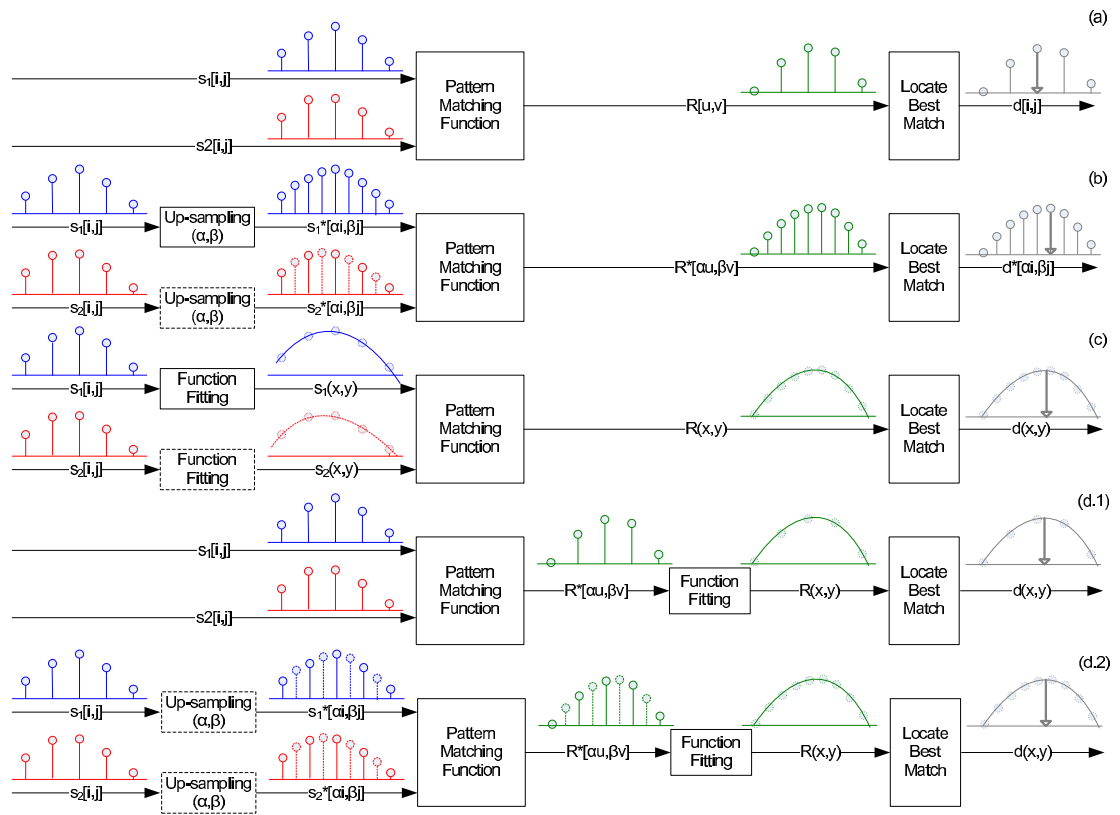 (a)
s1[i,j]
s2[i,j]
Pattern
Matching
Function
R[u,v]
Locate
Best
Match
d[i,j]
(b)
s1[i,j]
Up-sampling
(α,β)
s1*[αi,βj]
s2[i,j]
Up-sampling
(α,β)
s2*[αi,βj]
Pattern
Matching
Function
R*[αu,βv]
Locate
Best
Match
d*[αi,βj]
(c)
s1[i,j]
Function
Fitting
s1(x,y)
s2[i,j]
Function
Fitting
s2(x,y)
Pattern
Matching
Function
R(x,y)
Locate
Best
Match
d(x,y)
(d.1)
s1[i,j]
s2[i,j]
Pattern
Matching
Function
R*[αu,βv]
Function
Fitting
R(x,y)
Locate
Best
Match
d(x,y)
(d.2)
s1[i,j]
Up-sampling
(α,β)
s1*[αi,βj]
s2[i,j]
Up-sampling
(α,β)
s2*[αi,βj]
Pattern
Matching
Function
R*[αu,βv]
Function
Fitting
R(x,y)
Locate
Best
Match
d(x,y)